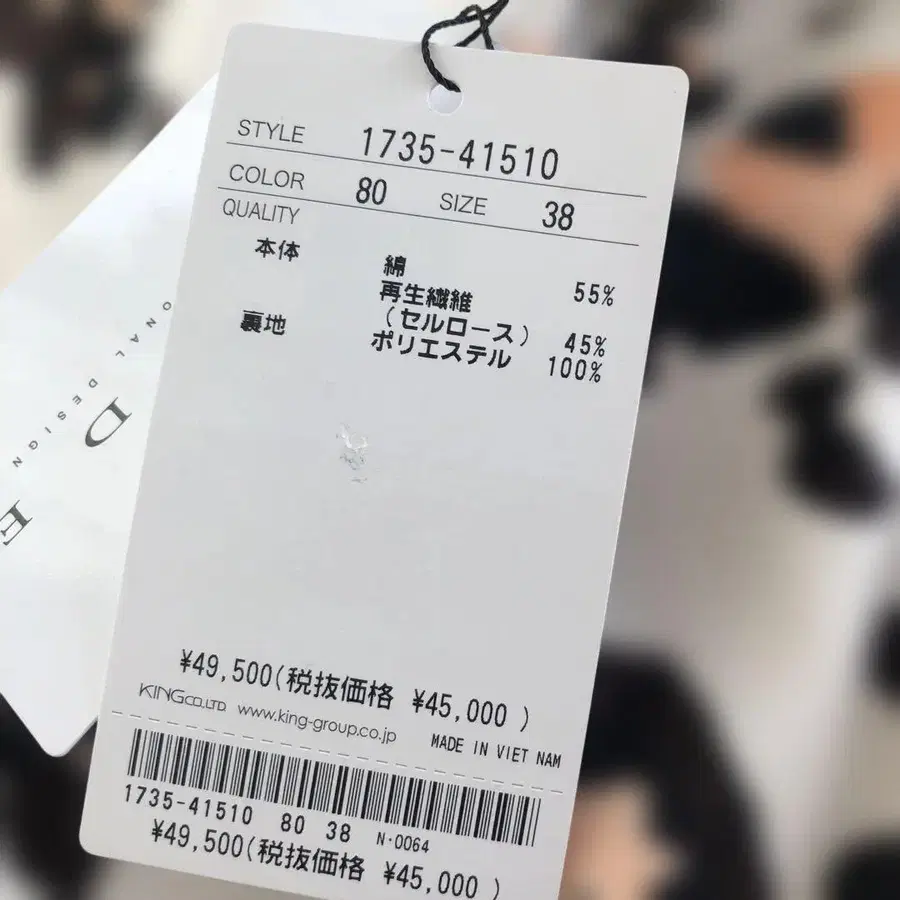 STYLE 1735-41510
COLOR 80 SIZE 38
QUALITY
本体 綿 55%
再生繊維
(セルロース) 45%
裏地 ポリエステル 100%
¥49,500(税抜価格 ¥45,000 )
KING CO.,LTD www.king-group.co.jp
MADE IN VIET NAM
1735-41510 80 38 N-0064
¥49,500(税抜価格 ¥45,000 )
ONAL DESIGN
D E